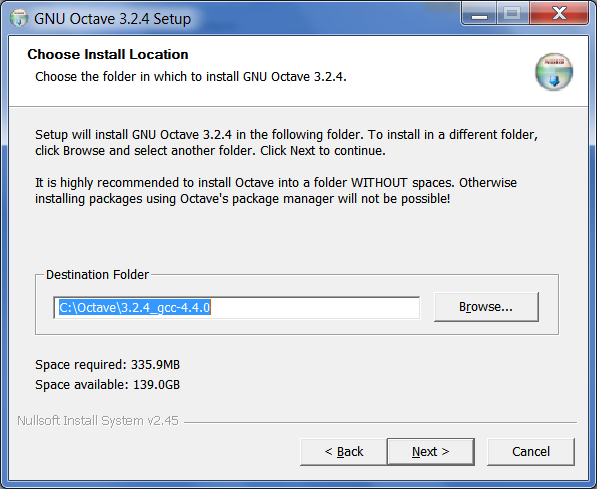 GNU Octave 3.2.4 Setup
Choose Install Location
Choose the folder in which to install GNU Octave 3.2.4.
Setup will install GNU Octave 3.2.4 in the following folder. To install in a different folder,
click Browse and select another folder. Click Next to continue.
It is highly recommended to install Octave into a folder WITHOUT spaces. Otherwise
installing packages using Octave's package manager will not be possible!
Destination Folder
C:\Octave\3.2.4_gcc-4.4.0
Browse...
Space required: 335.9MB
Space available: 139.0GB
Nullsoft Install System v2.45
< Back
Next >
Cancel